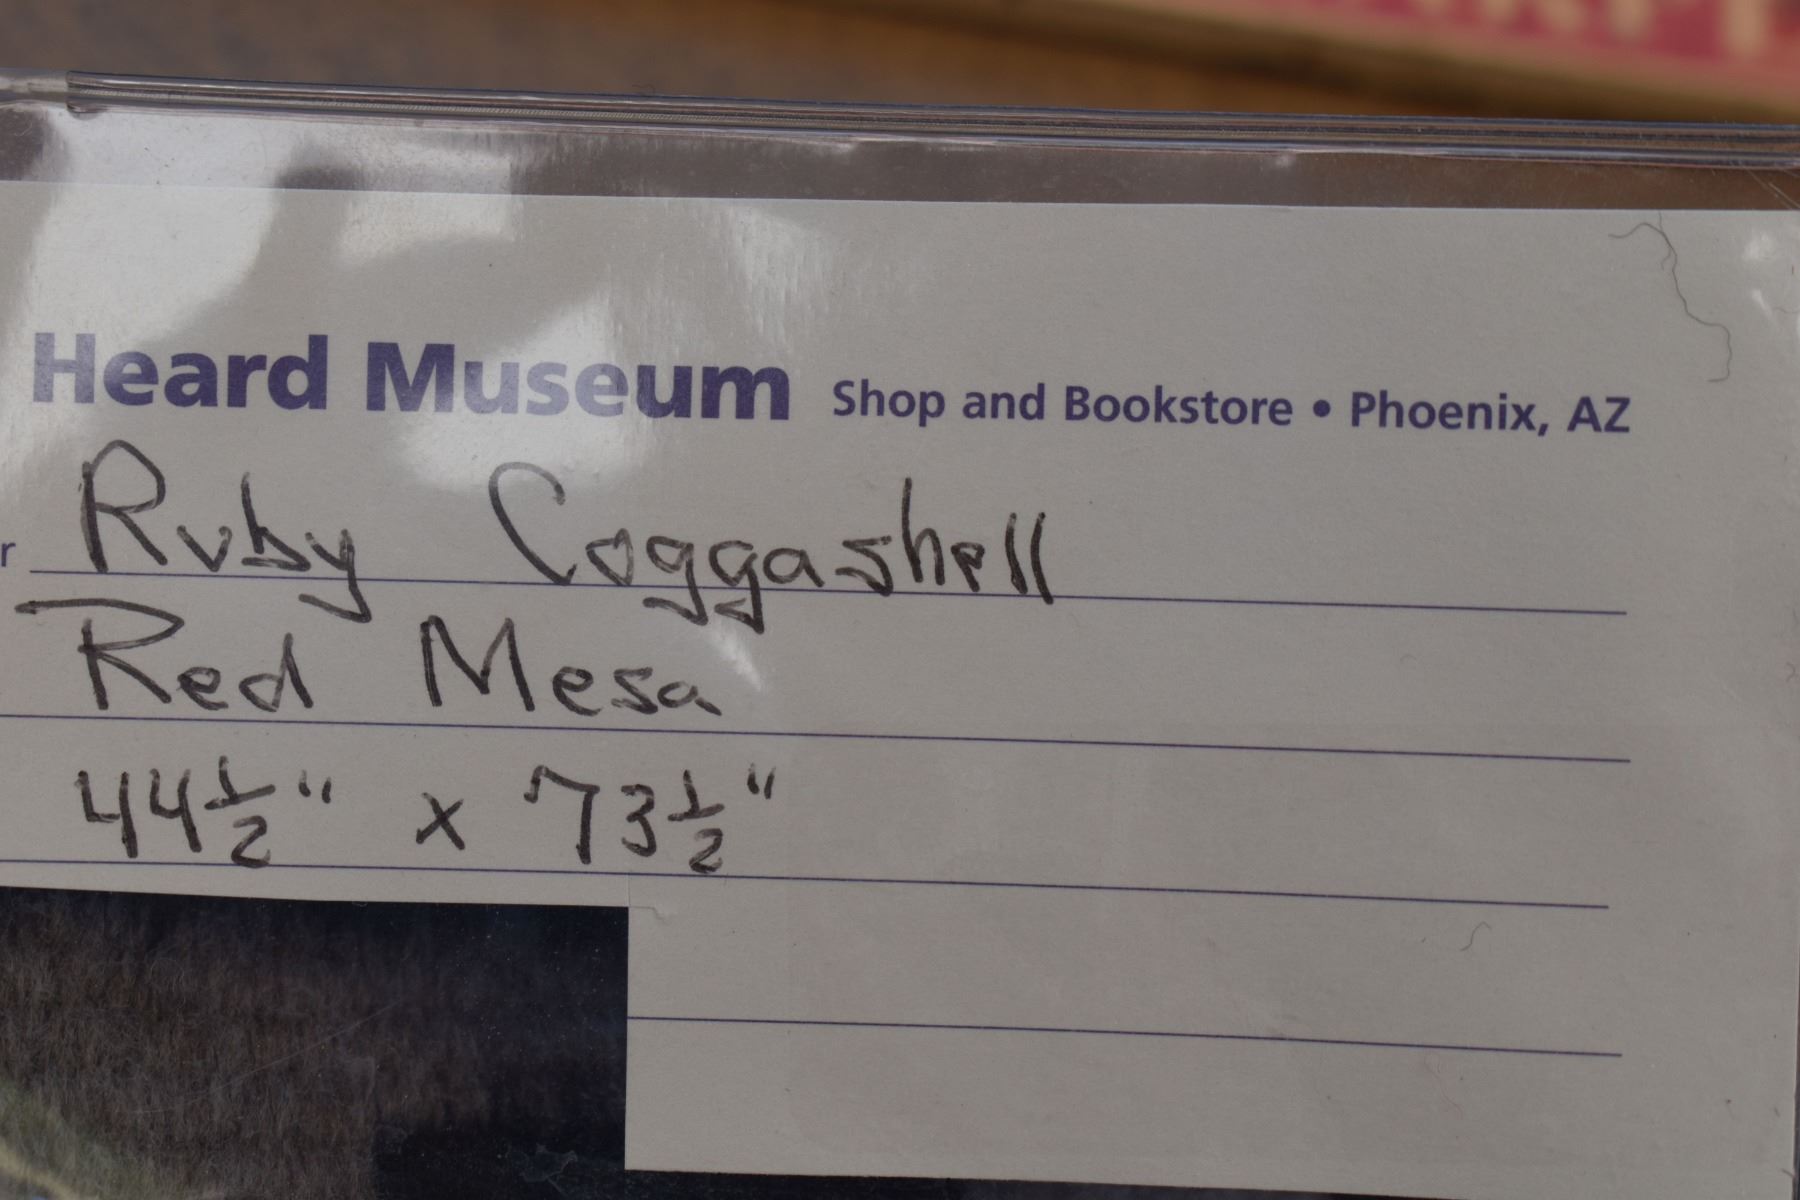 Heard Museum Shop and Bookstore • Phoenix, AZ
r Ruby Coggashell
Red Mesa
44½" x 73½"